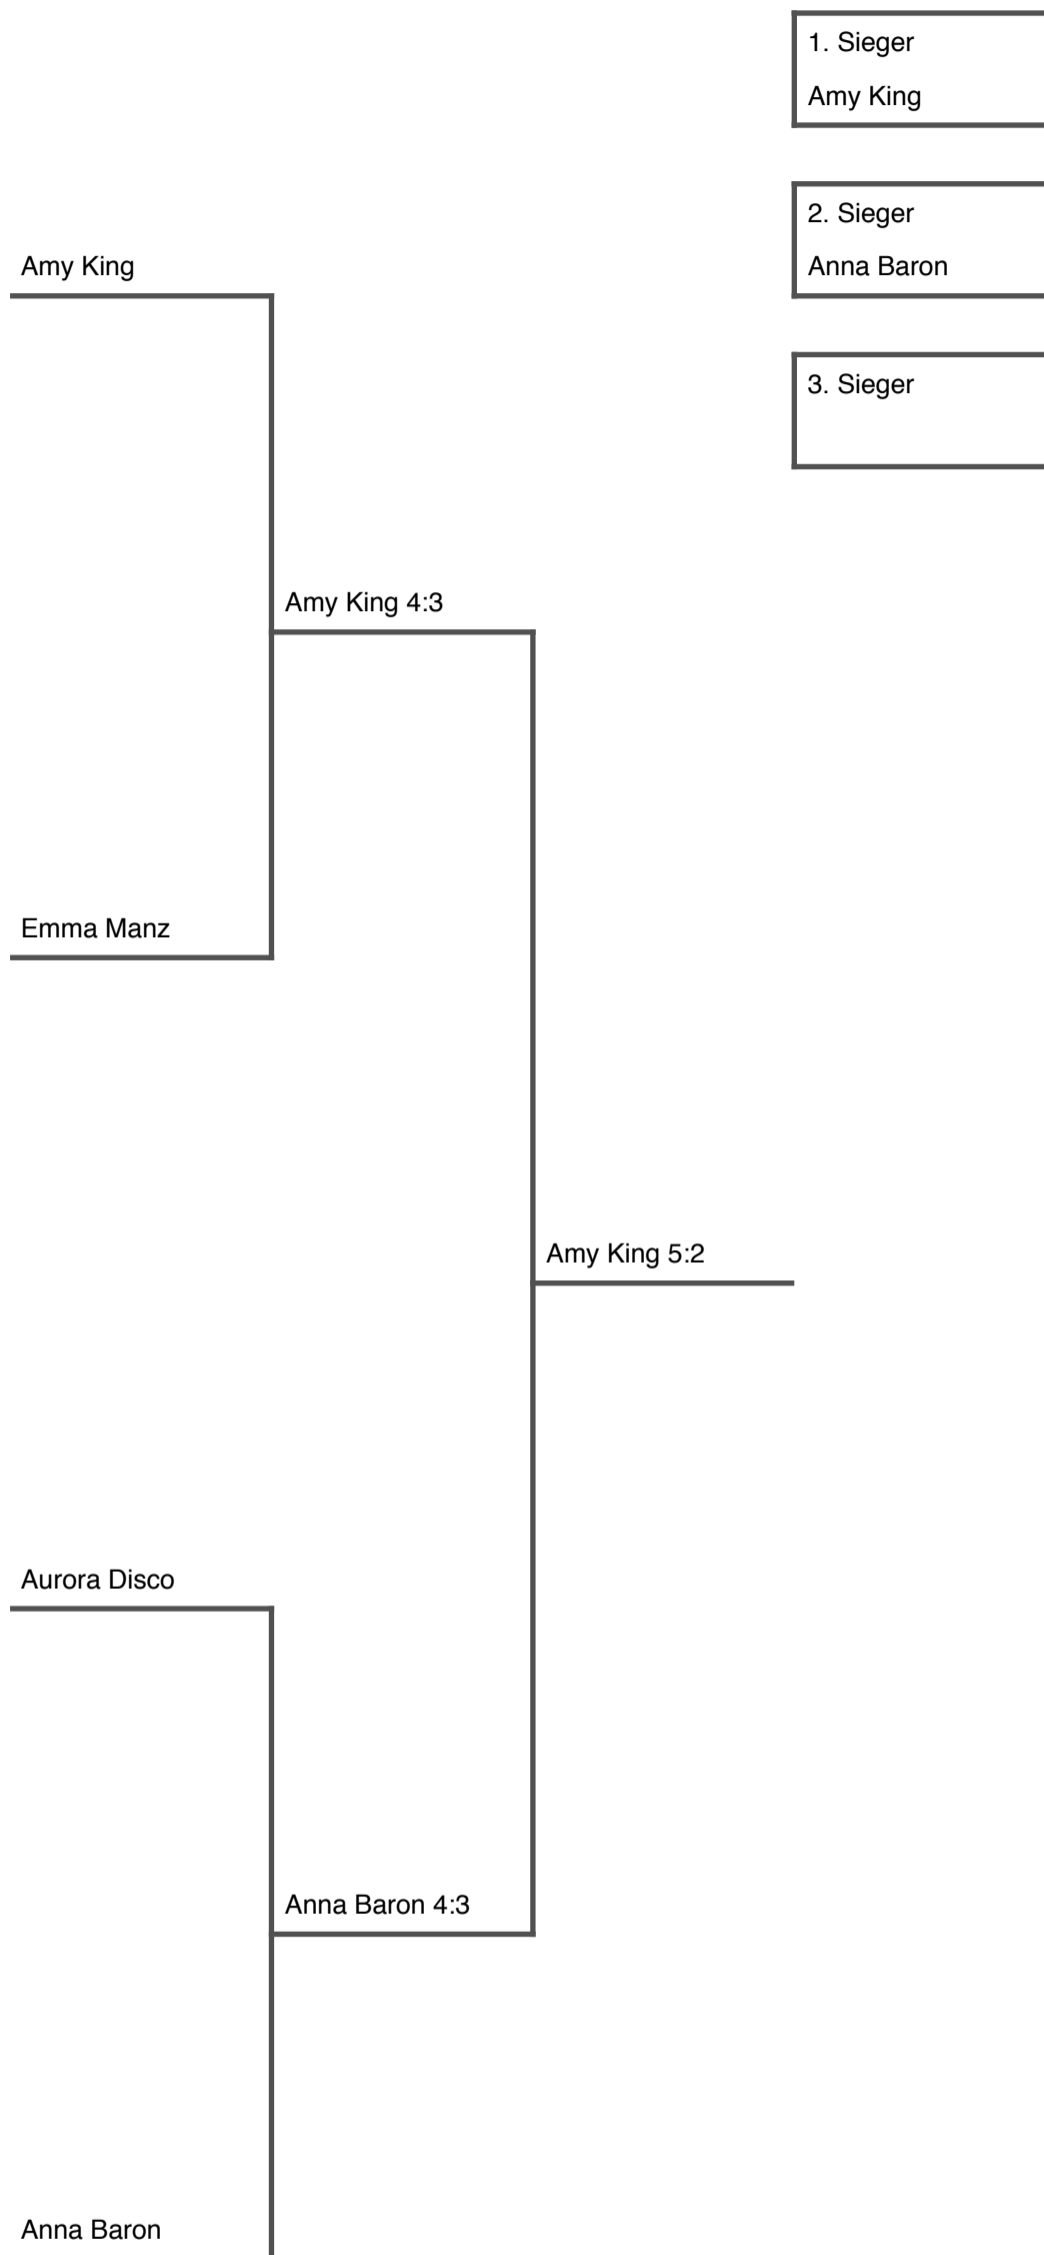 1. Sieger
Amy King
2. Sieger
Amy King
Anna Baron
3. Sieger
Amy King 4:3
Emma Manz
Amy King 5:2
Aurora Disco
Anna Baron 4:3
Anna Baron